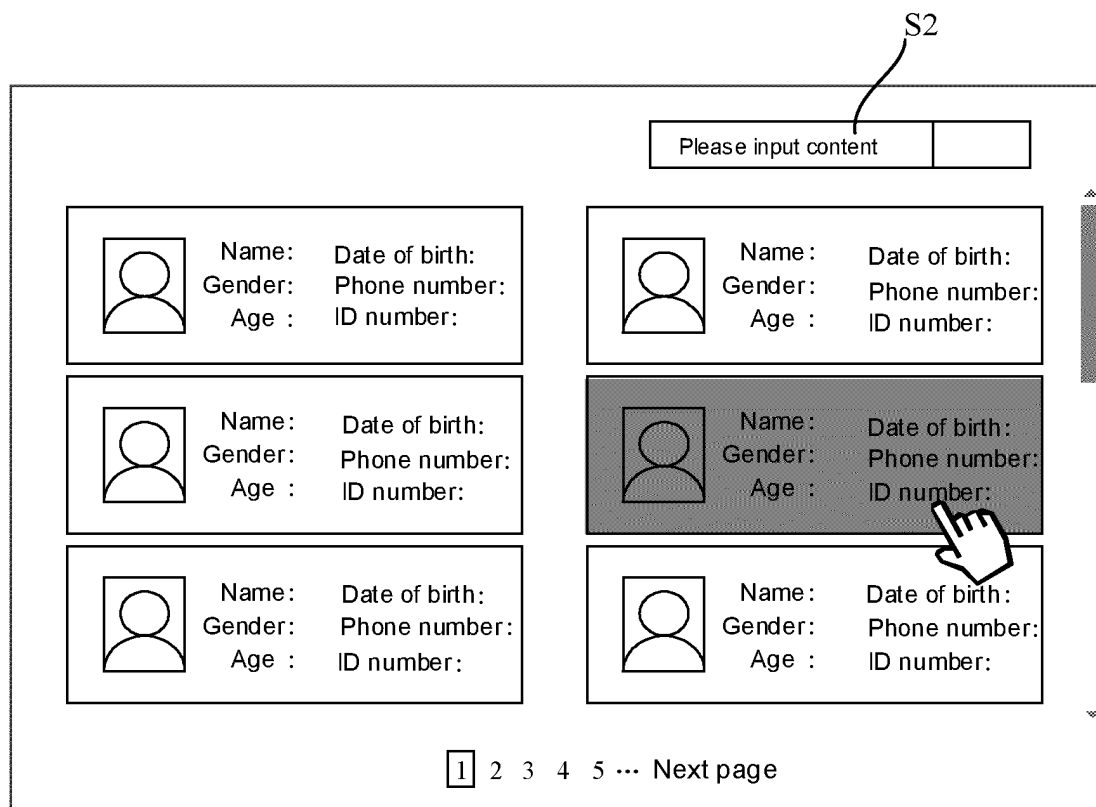 S2
Please input content
Name: Date of birth:
Gender: Phone number:
Age : ID number:
Name: Date of birth:
Gender: Phone number:
Age : ID number:
Name: Date of birth:
Gender: Phone number:
Age : ID number:
Name: Date of birth:
Gender: Phone number:
Age : ID number:
Name: Date of birth:
Gender: Phone number:
Age : ID number:
Name: Date of birth:
Gender: Phone number:
Age : ID number:
1 2 3 4 5 ··· Next page